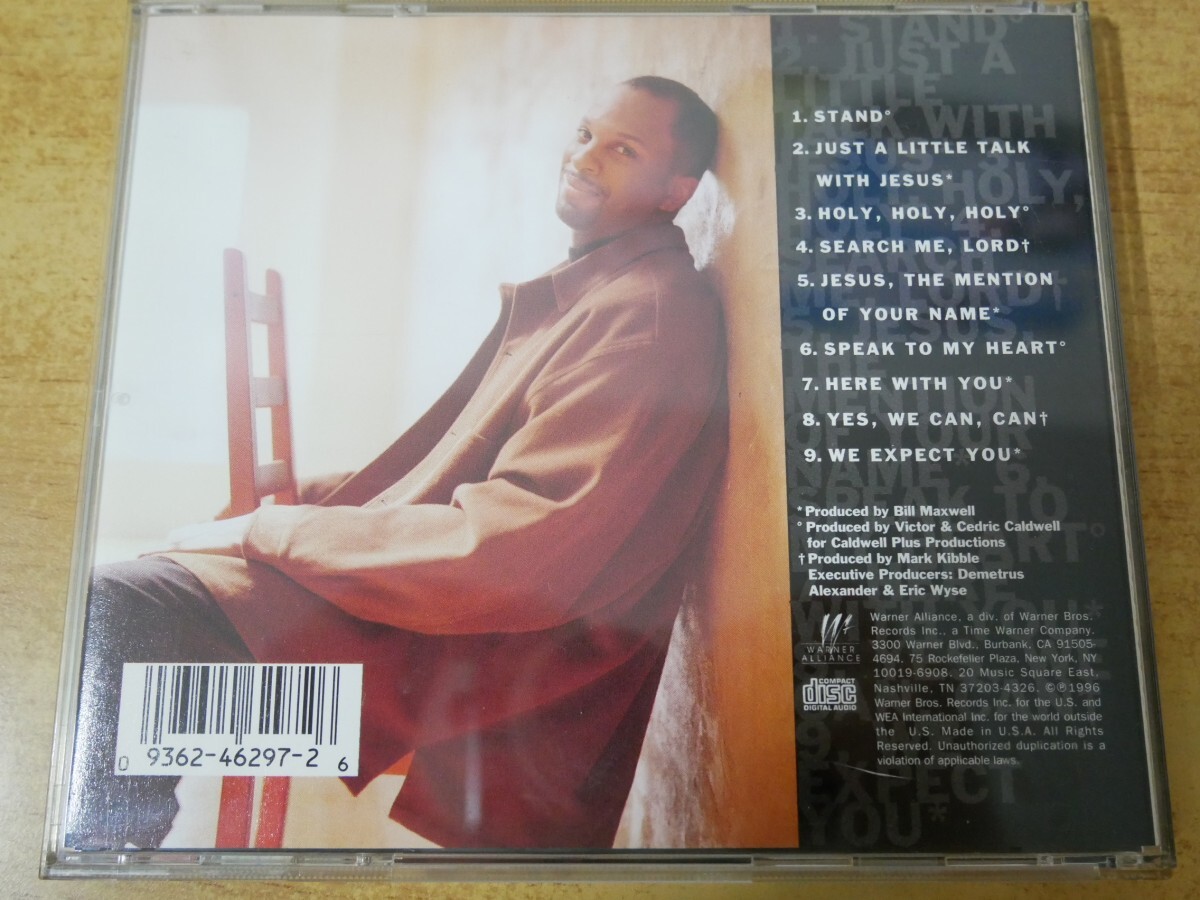 1. STAND°
2. JUST A LITTLE TALK
WITH JESUS*
3. HOLY, HOLY, HOLY°
4. SEARCH ME, LORD†
5. JESUS, THE MENTION
OF YOUR NAME*
6. SPEAK TO MY HEART°
7. HERE WITH YOU*
8. YES, WE CAN, CAN†
9. WE EXPECT YOU*
* Produced by Bill Maxwell
° Produced by Victor & Cedric Caldwell
for Caldwell Plus Productions
† Produced by Mark Kibble
Executive Producers: Demetrus
Alexander & Eric Wyse
WARNER
ALLIANCE
COMPACT
disc
DIGITAL AUDIO
Warner Alliance, a div. of Warner Bros.
Records Inc., a Time Warner Company.
3300 Warner Blvd., Burbank, CA 91505-
4694. 75 Rockefeller Plaza, New York, NY
10019-6908. 20 Music Square East,
Nashville, TN 37203-4326. ©℗1996
Warner Bros. Records Inc. for the U.S. and
WEA International Inc. for the world outside
the U.S. Made in U.S.A. All Rights
Reserved. Unauthorized duplication is a
violation of applicable laws.
0 9362-46297-2 6